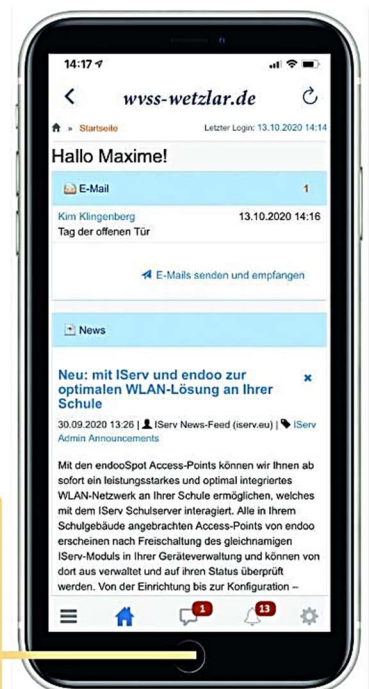 14:17
wvss-wetzlar.de
» Startseite Letzter Login: 13.10.2020 14:14
Hallo Maxime!
E-Mail 1
Kim Klingenberg 13.10.2020 14:16
Tag der offenen Tür
E-Mails senden und empfangen
News
Neu: mit IServ und endoo zur
optimalen WLAN-Lösung an Ihrer
Schule
30.09.2020 13:26 | IServ News-Feed (iserv.eu) | IServ
Admin Announcements
Mit den endooSpot Access-Points können wir Ihnen ab
sofort ein leistungsstarkes und optimal integriertes
WLAN-Netzwerk an Ihrer Schule ermöglichen, welches
mit dem IServ Schulserver interagiert. Alle in Ihrem
Schulgebäude angebrachten Access-Points von endoo
erscheinen nach Freischaltung des gleichnamigen
IServ-Moduls in Ihrer Geräteverwaltung und können von
dort aus verwaltet und auf ihren Status überprüft
werden. Von der Einrichtung bis zur Konfiguration –
1 13